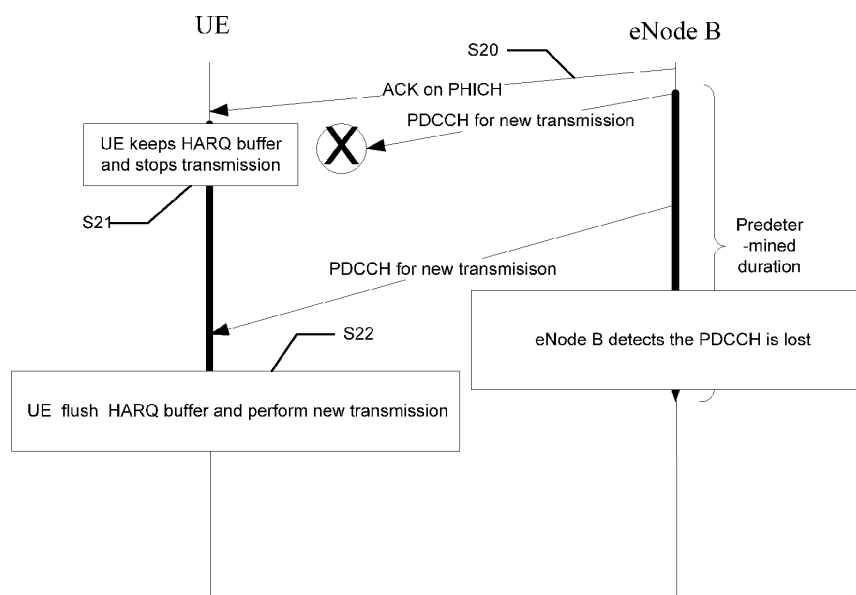 UE
eNode B
S20
ACK on PHICH
PDCCH for new transmission
UE keeps HARQ buffer
and stops transmission
X
S21
Predeter
-mined
duration
PDCCH for new transmisison
S22
eNode B detects the PDCCH is lost
UE flush HARQ buffer and perform new transmission